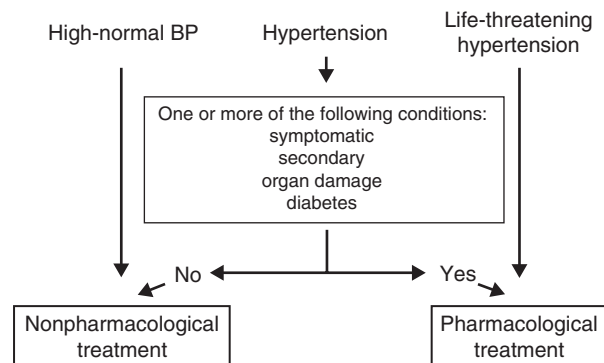 High-normal BP
Hypertension
Life-threatening
hypertension
One or more of the following conditions:
symptomatic
secondary
organ damage
diabetes
No
Yes
Nonpharmacological
treatment
Pharmacological
treatment